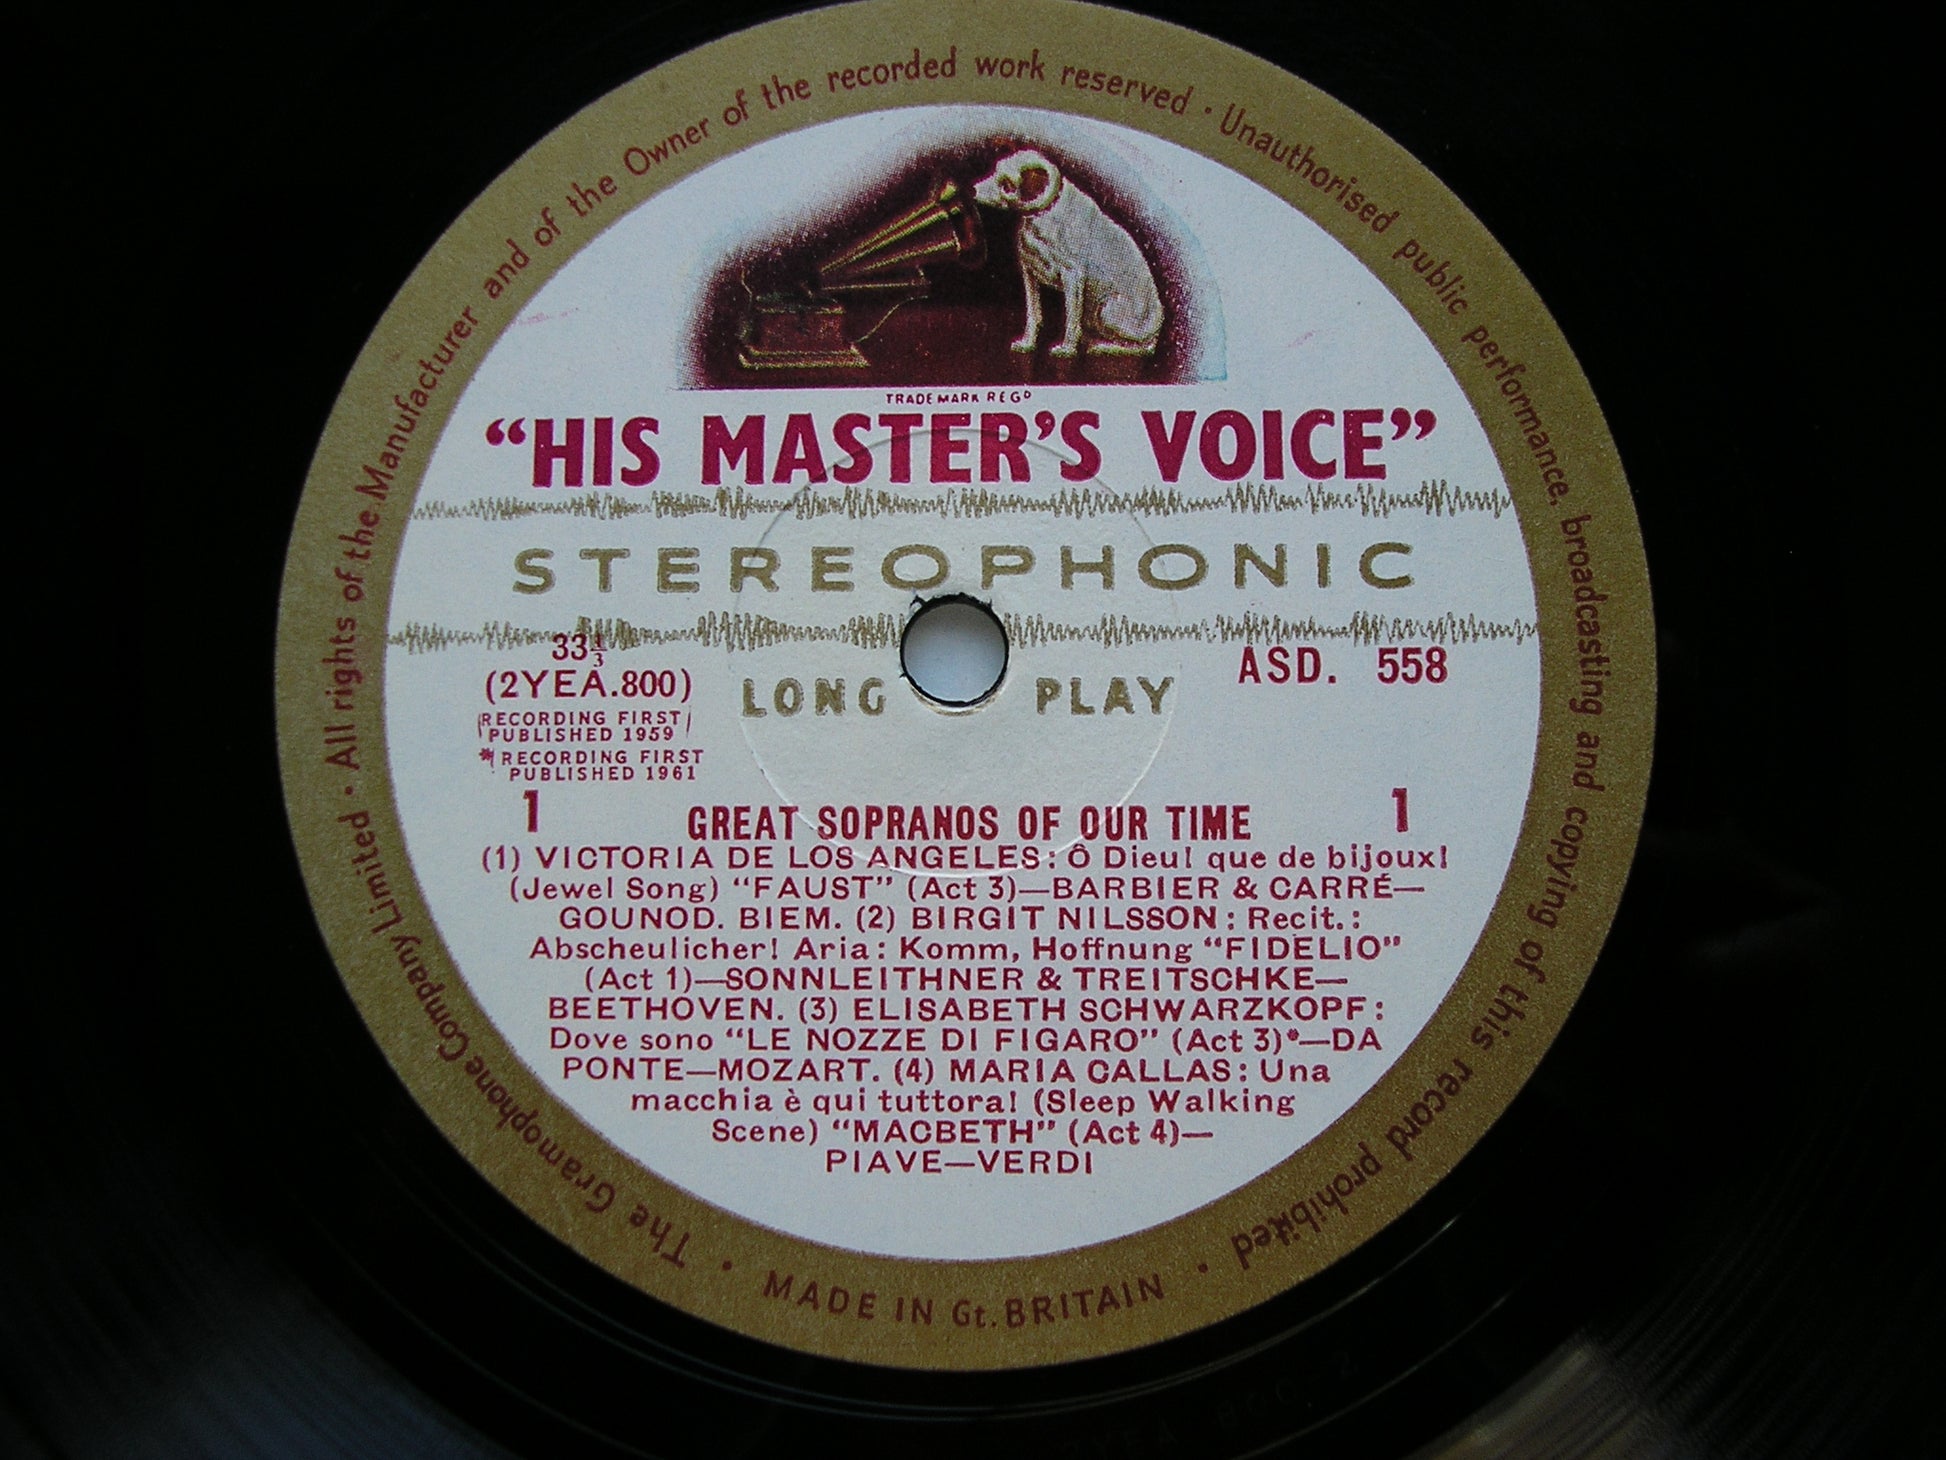 The Gramophone Company Limited · All rights of the Manufacturer and of the Owner of the recorded work reserved · Unauthorised public performance, broadcasting and copying of this record prohibited ·
TRADE MARK REGD
“HIS MASTER’S VOICE”
STEREOPHONIC
33⅓
(2YEA.800)
LONG PLAY
ASD. 558
(RECORDING FIRST
PUBLISHED 1959)
*(RECORDING FIRST
PUBLISHED 1961
1 GREAT SOPRANOS OF OUR TIME 1
(1) VICTORIA DE LOS ANGELES: Ô Dieu! que de bijoux!
(Jewel Song) “FAUST” (Act 3)—BARBIER & CARRÉ—
GOUNOD. BIEM. (2) BIRGIT NILSSON: Recit.:
Abscheulicher! Aria: Komm, Hoffnung “FIDELIO”
(Act 1)—SONNLEITHNER & TREITSCHKE—
BEETHOVEN. (3) ELISABETH SCHWARZKOPF:
Dove sono “LE NOZZE DI FIGARO” (Act 3)*—DA
PONTE—MOZART. (4) MARIA CALLAS: Una
macchia è qui tuttora! (Sleep Walking
Scene) “MACBETH” (Act 4)—
PIAVE—VERDI
· MADE IN Gt. BRITAIN ·